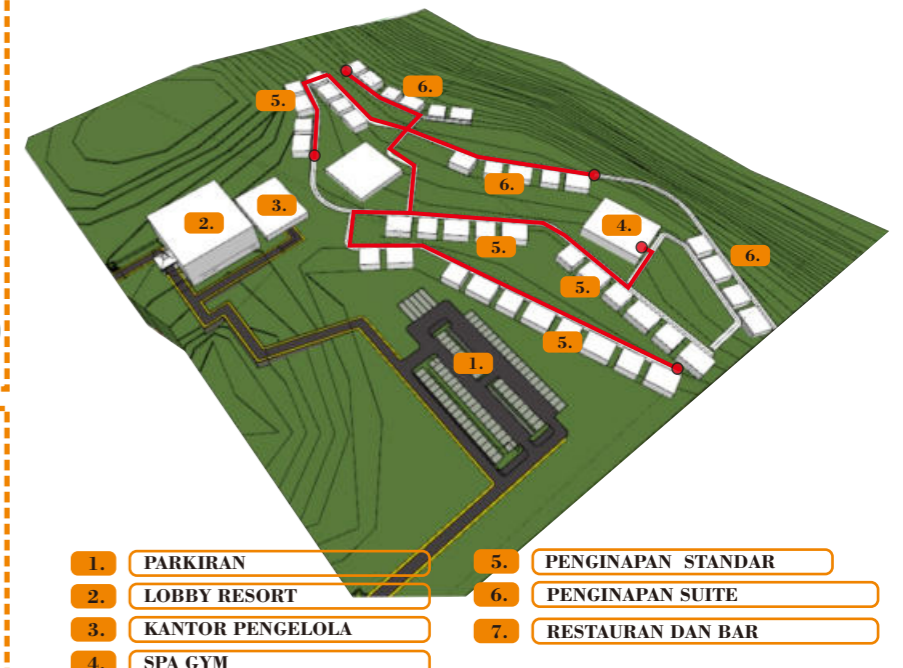 6.
5.
6.
3.
2.
4.
5.
6.
5.
5.
1.
1. PARKIRAN
2. LOBBY RESORT
3. KANTOR PENGELOLA
4. SPA GYM
5. PENGINAPAN STANDAR
6. PENGINAPAN SUITE
7. RESTAURAN DAN BAR